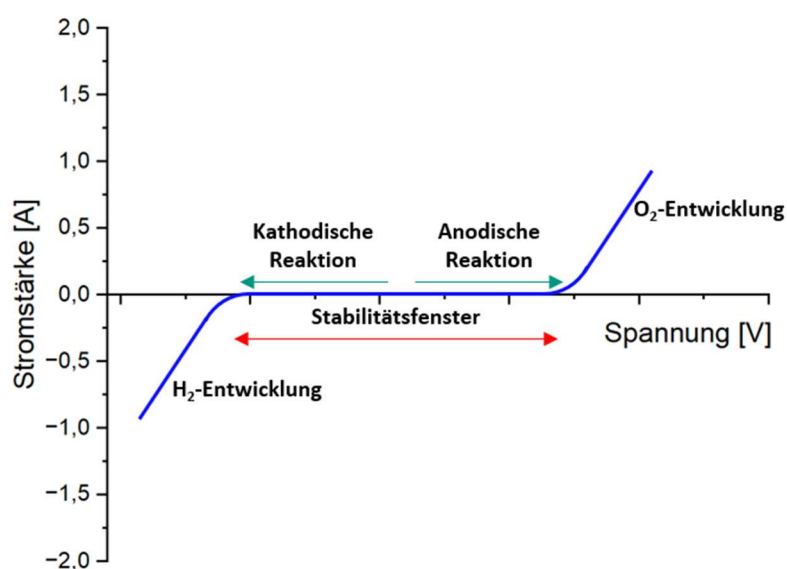 2,0
1,5
1,0
0,5
0,0
−0,5
−1,0
−1,5
−2,0
Stromstärke [A]
Kathodische
Reaktion
Anodische
Reaktion
O₂-Entwicklung
Stabilitätsfenster
Spannung [V]
H₂-Entwicklung